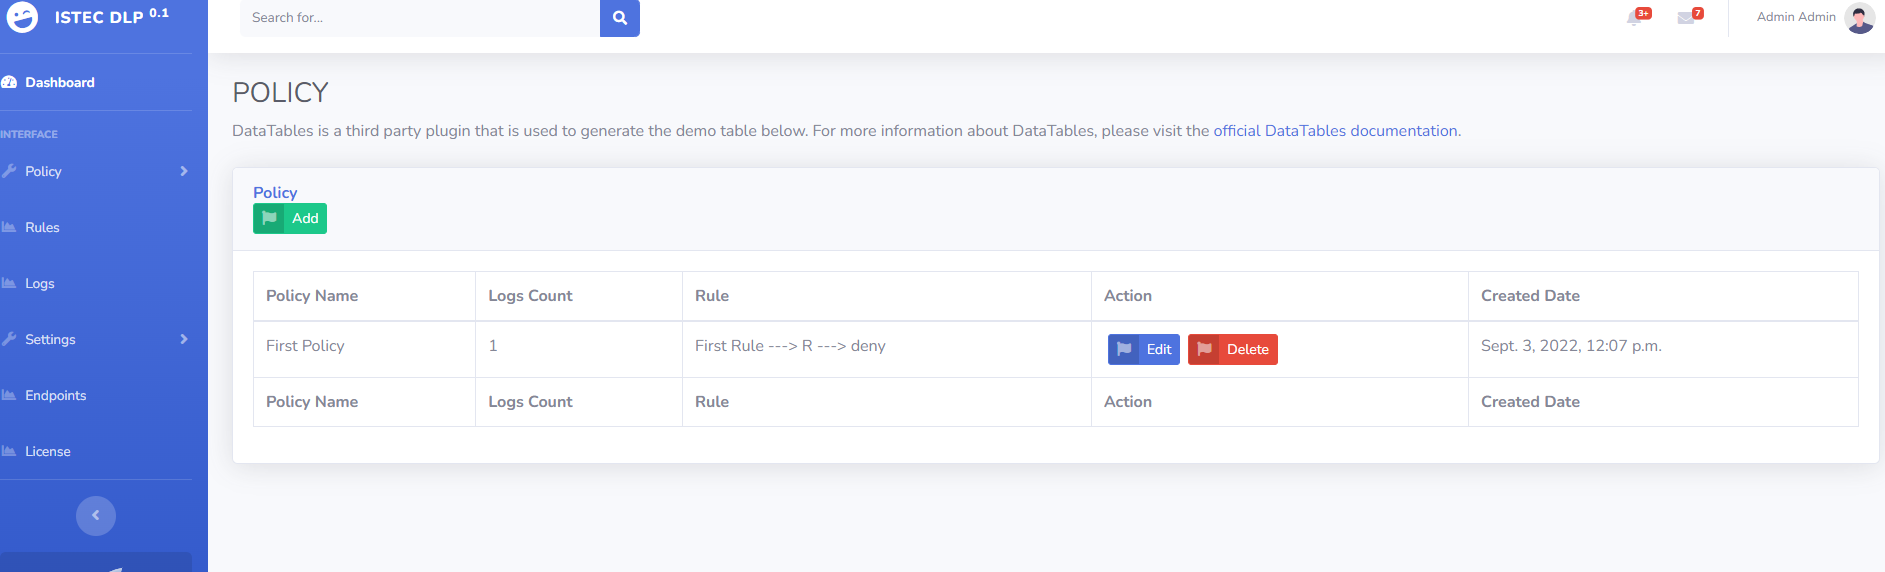 ISTEC DLP 0.1
Search for...
3+
7
Admin Admin
Dashboard
INTERFACE
Policy
Rules
Logs
Settings
Endpoints
License
POLICY
DataTables is a third party plugin that is used to generate the demo table below. For more information about DataTables, please visit the official DataTables documentation.
Policy
Add
Policy Name Logs Count Rule Action Created Date
First Policy 1 First Rule ---> R ---> deny Edit Delete Sept. 3, 2022, 12:07 p.m.
Policy Name Logs Count Rule Action Created Date